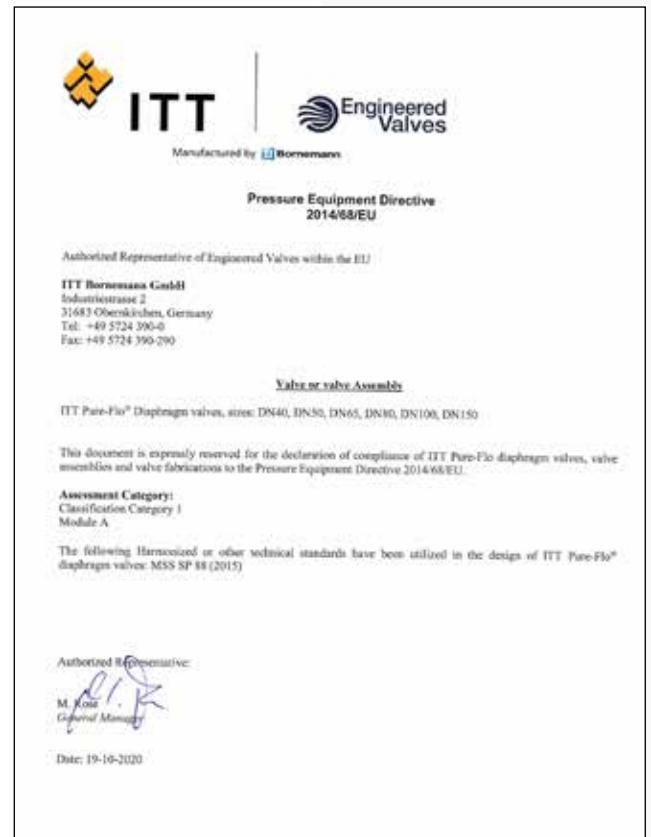 ITT
Engineered
Valves
Manufactured by Bornemann
Pressure Equipment Directive
2014/68/EU
Authorized Representative of Engineered Valves within the EU
ITT Bornemann GmbH
Industriestrasse 2
31683 Obernkirchen, Germany
Tel: +49 5724 390-0
Fax: +49 5724 390-290
Valve or valve Assembly
ITT Pure-Flo® Diaphragm valves, sizes: DN40, DN50, DN65, DN80, DN100, DN150
This document is expressly reserved for the declaration of compliance of ITT Pure-Flo diaphragm valves, valve
assemblies and valve fabrications to the Pressure Equipment Directive 2014/68/EU.
Assessment Category:
Classification Category 1
Module A
The following Harmonized or other technical standards have been utilized in the design of ITT Pure-Flo®
diaphragm valves: MSS SP 88 (2015)
Authorized Representative:
M. Rose
General Manager
Date: 19-10-2020